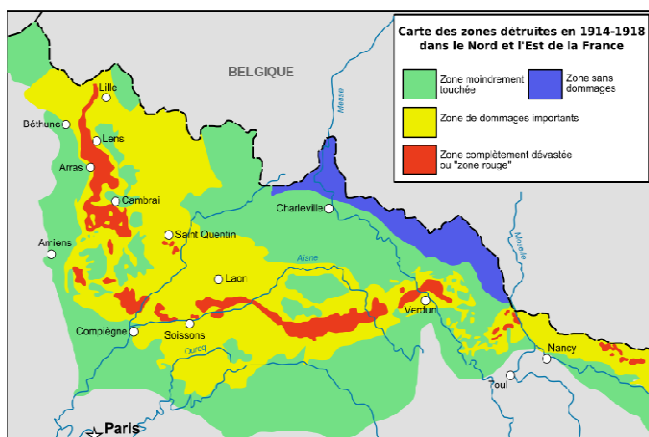 Carte des zones détruites en 1914-1918
dans le Nord et l'Est de la France
Zone moindrement
touchée
Zone sans
dommages
Zone de dommages importants
Zone complètement dévastée
ou "zone rouge"
BELGIQUE
Meuse
Lille
Béthune
Lens
Arras
Cambrai
Charleville
Saint Quentin
Amiens
Moselle
Aisne
Laon
Verdun
Compiègne
Soissons
Ourcq
Nancy
Toul
Paris